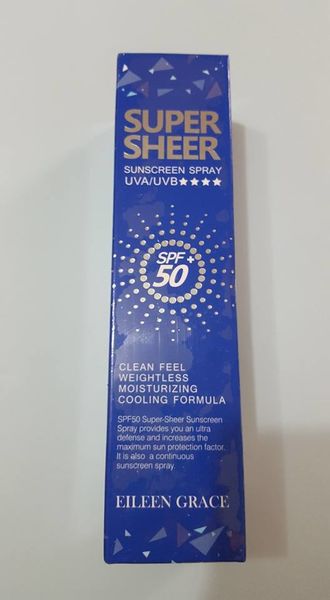 SUPER
SHEER
SUNSCREEN SPRAY
UVA/UVB★★★★
SPF +
50
CLEAN FEEL
WEIGHTLESS
MOISTURIZING
COOLING FORMULA
SPF50 Super-Sheer Sunscreen
Spray provides you an ultra
defense and increases the
maximum sun protection factor.
It is also a continuous
sunscreen spray.
EILEEN GRACE